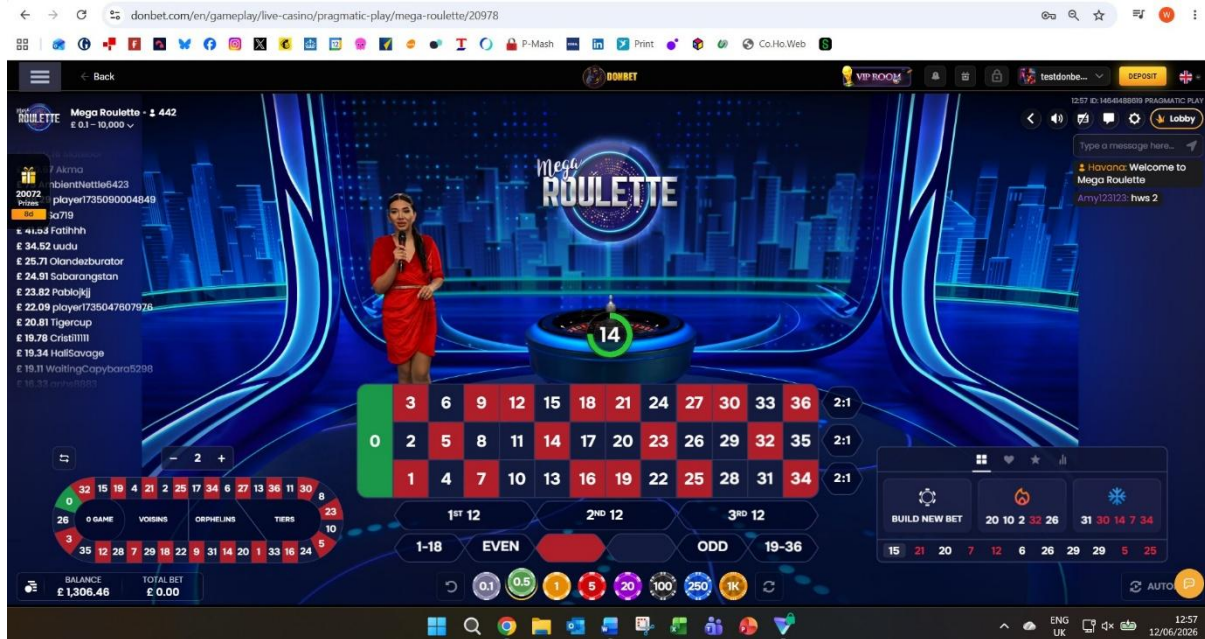 donbet.com/en/gameplay/live-casino/pragmatic-play/mega-roulette/20978
P-Mash
Print
Co.Ho.Web
Back
DONBET
VIP ROOM
testdonbe...
DEPOSIT
Mega ROULETTE
Mega Roulette - 442
£ 0.1 – 10,000
12:57 ID: 14641488619 PRAGMATIC PLAY
Lobby
Type a message here...
Havana: Welcome to
Mega Roulette
Amy123123: hws 2
Akma
AmbientNettle6423
player1735090004849
20072
Prizes
8d
£ 41.53 Fatihhh
£ 34.52 uudu
£ 25.71 Olandezburator
£ 24.91 Sabarangstan
£ 23.82 Pablojkjj
£ 22.09 player1735047607976
£ 20.81 Tigercup
£ 19.34 HallSavage
£ 19.11 WaitingCapybara5298
Mega
ROULETTE
14
3 6 9 12 15 18 21 24 27 30 33 36 2:1
0 2 5 8 11 14 17 20 23 26 29 32 35 2:1
1 4 7 10 13 16 19 22 25 28 31 34 2:1
1ST 12 2ND 12 3RD 12
1-18 EVEN ODD 19-36
- 2 +
32 15 19 4 21 2 25 17 34 6 27 13 36 11 30 8
0 23
26 10
0 GAME VOISINS ORPHELINS TIERS
3 35 12 28 7 29 18 22 9 31 14 20 1 33 16 24 5
BUILD NEW BET
20 10 2 32 26
31 30 14 7 34
15 21 20 7 12 6 26 29 29 5 25
BALANCE
£ 1,306.46
TOTAL BET
£ 0.00
0.1 0.5 1 5 20 100 250 1K
AUTO
ENG
UK
12:57
12/06/2026